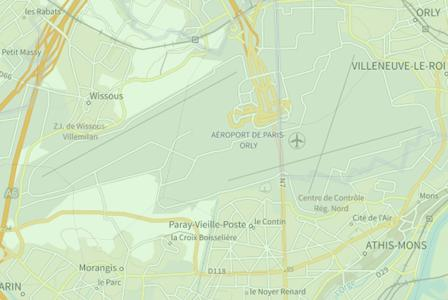 les Rabats
ORLY
Petit Massy
VILLENEUVE-LE-ROI
D66
Wissous
Z.I. de Wissous-
Villemilan
AÉROPORT DE PARIS
ORLY
N7
A6
Centre de Contrôle
Rég. Nord
Mons
Paray-Vieille-Poste
le Contin
Cité de l'Air
la Croix Boisselière
ATHIS-MONS
Morangis
D118
D29
le Parc
le Noyer Renard
ARIN